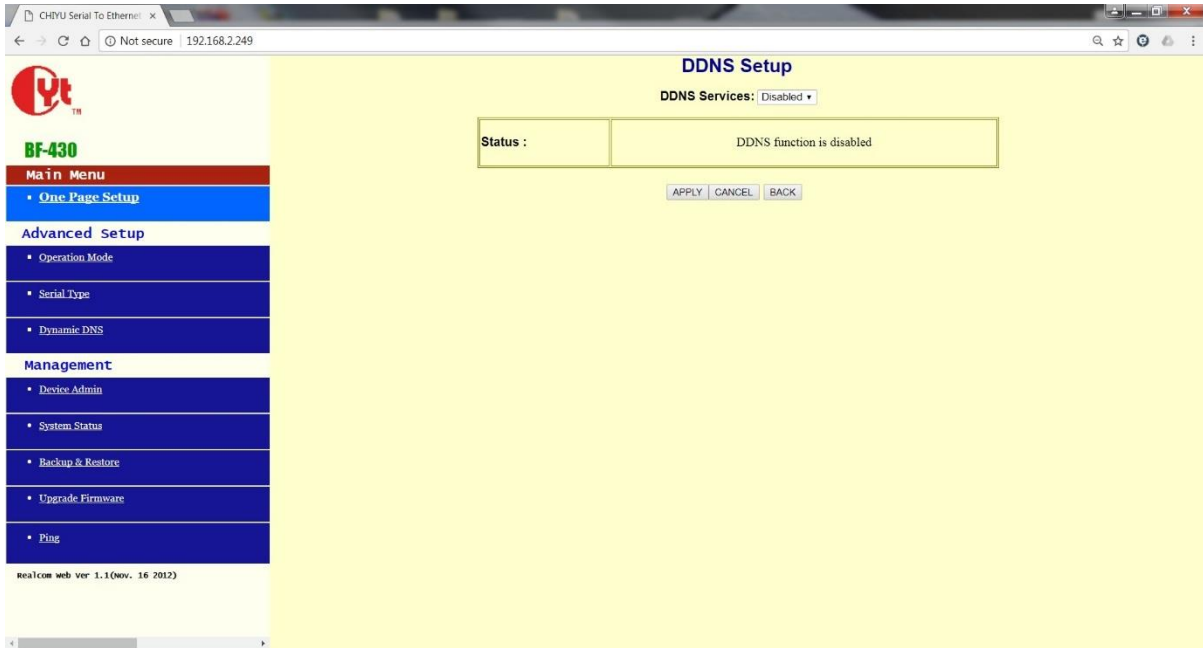 CHIYU Serial To Ethernet
Not secure | 192.168.2.249
CYt TM
BF-430
Main Menu
One Page Setup
Advanced Setup
Operation Mode
Serial Type
Dynamic DNS
Management
Device Admin
System Status
Backup & Restore
Upgrade Firmware
Ping
Realcom Web Ver 1.1(Nov. 16 2012)
DDNS Setup
DDNS Services: Disabled
Status : DDNS function is disabled
APPLY CANCEL BACK